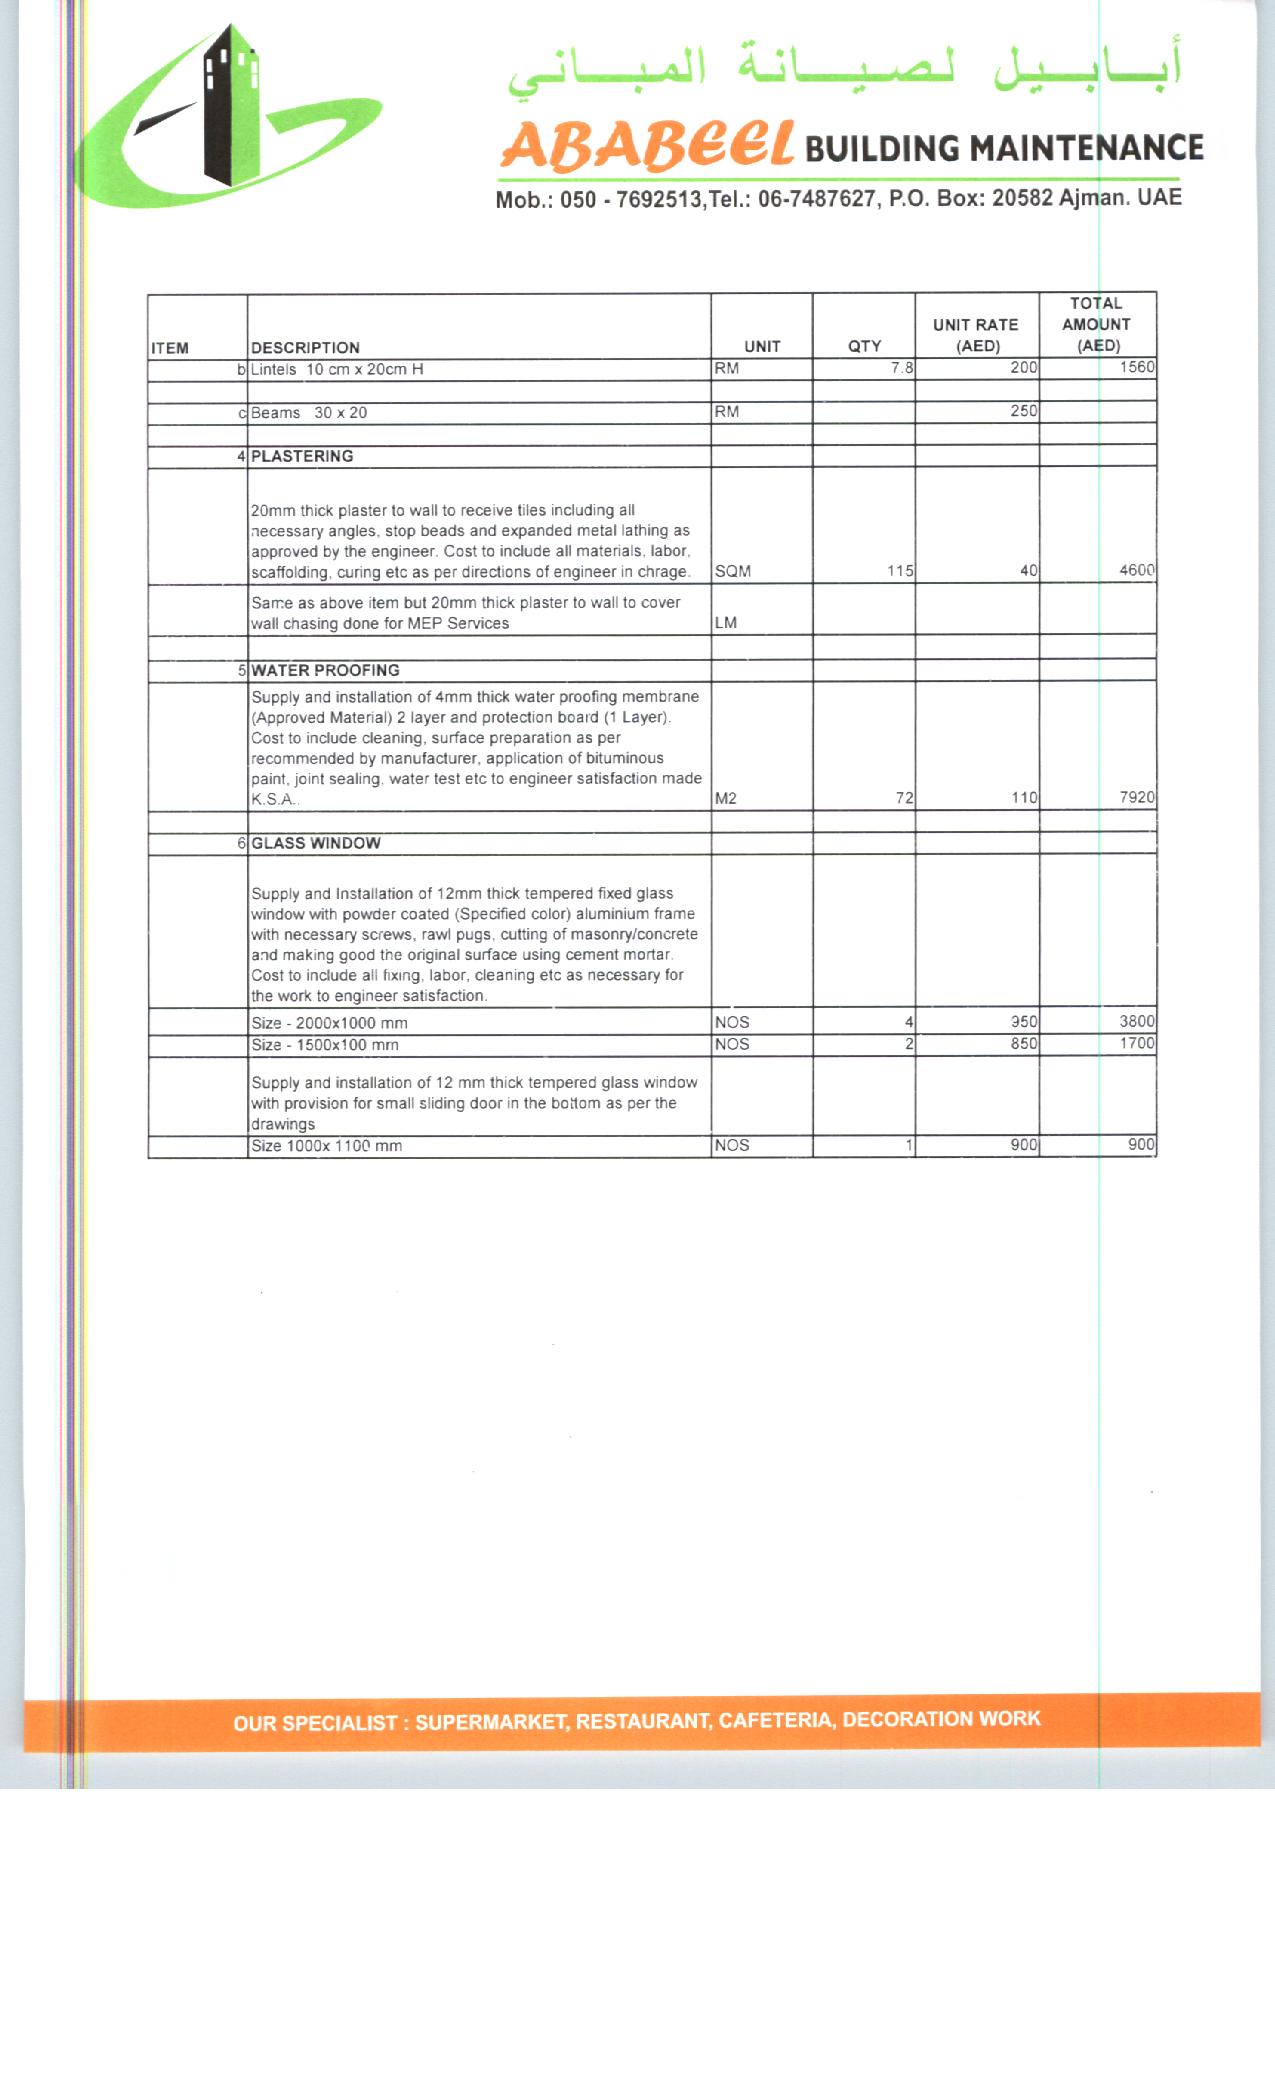 أبابيل لصيانة المباني
ABABEEL BUILDING MAINTENANCE
Mob.: 050 - 7692513,Tel.: 06-7487627, P.O. Box: 20582 Ajman. UAE
ITEM DESCRIPTION UNIT QTY UNIT RATE (AED) TOTAL AMOUNT (AED)
b Lintels 10 cm x 20cm H RM 7.8 200 1560
c Beams 30 x 20 RM 250
4 PLASTERING
20mm thick plaster to wall to receive tiles including all
necessary angles, stop beads and expanded metal lathing as
approved by the engineer. Cost to include all materials, labor,
scaffolding, curing etc as per directions of engineer in chrage. SQM 115 40 4600
Same as above item but 20mm thick plaster to wall to cover
wall chasing done for MEP Services LM
5 WATER PROOFING
Supply and installation of 4mm thick water proofing membrane
(Approved Material) 2 layer and protection board (1 Layer).
Cost to include cleaning, surface preparation as per
recommended by manufacturer, application of bituminous
paint, joint sealing, water test etc to engineer satisfaction made
K.S.A.. M2 72 110 7920
6 GLASS WINDOW
Supply and Installation of 12mm thick tempered fixed glass
window with powder coated (Specified color) aluminium frame
with necessary screws, rawl pugs, cutting of masonry/concrete
and making good the original surface using cement mortar.
Cost to include all fixing, labor, cleaning etc as necessary for
the work to engineer satisfaction.
Size - 2000x1000 mm NOS 4 950 3800
Size - 1500x100 mm NOS 2 850 1700
Supply and installation of 12 mm thick tempered glass window
with provision for small sliding door in the bottom as per the
drawings
Size 1000x 1100 mm NOS 1 900 900
OUR SPECIALIST : SUPERMARKET, RESTAURANT, CAFETERIA, DECORATION WORK